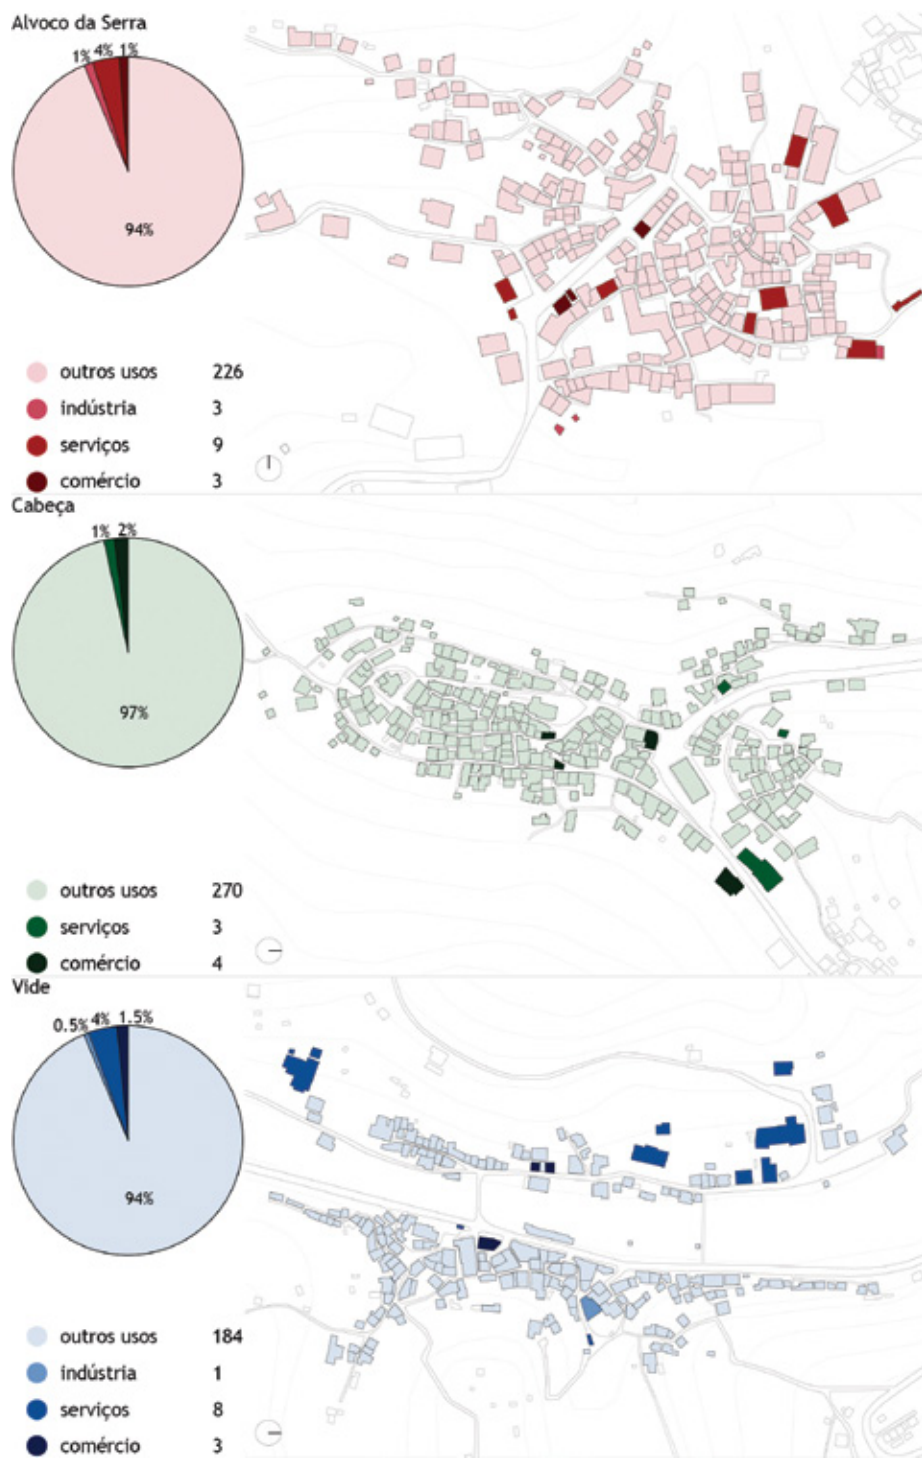 Alvoco da Serra
1% 4% 1%
94%
outros usos 226
indústria 3
serviços 9
comércio 3
Cabeça
1% 2%
97%
outros usos 270
serviços 3
comércio 4
Vide
0.5% 4% 1.5%
94%
outros usos 184
indústria 1
serviços 8
comércio 3